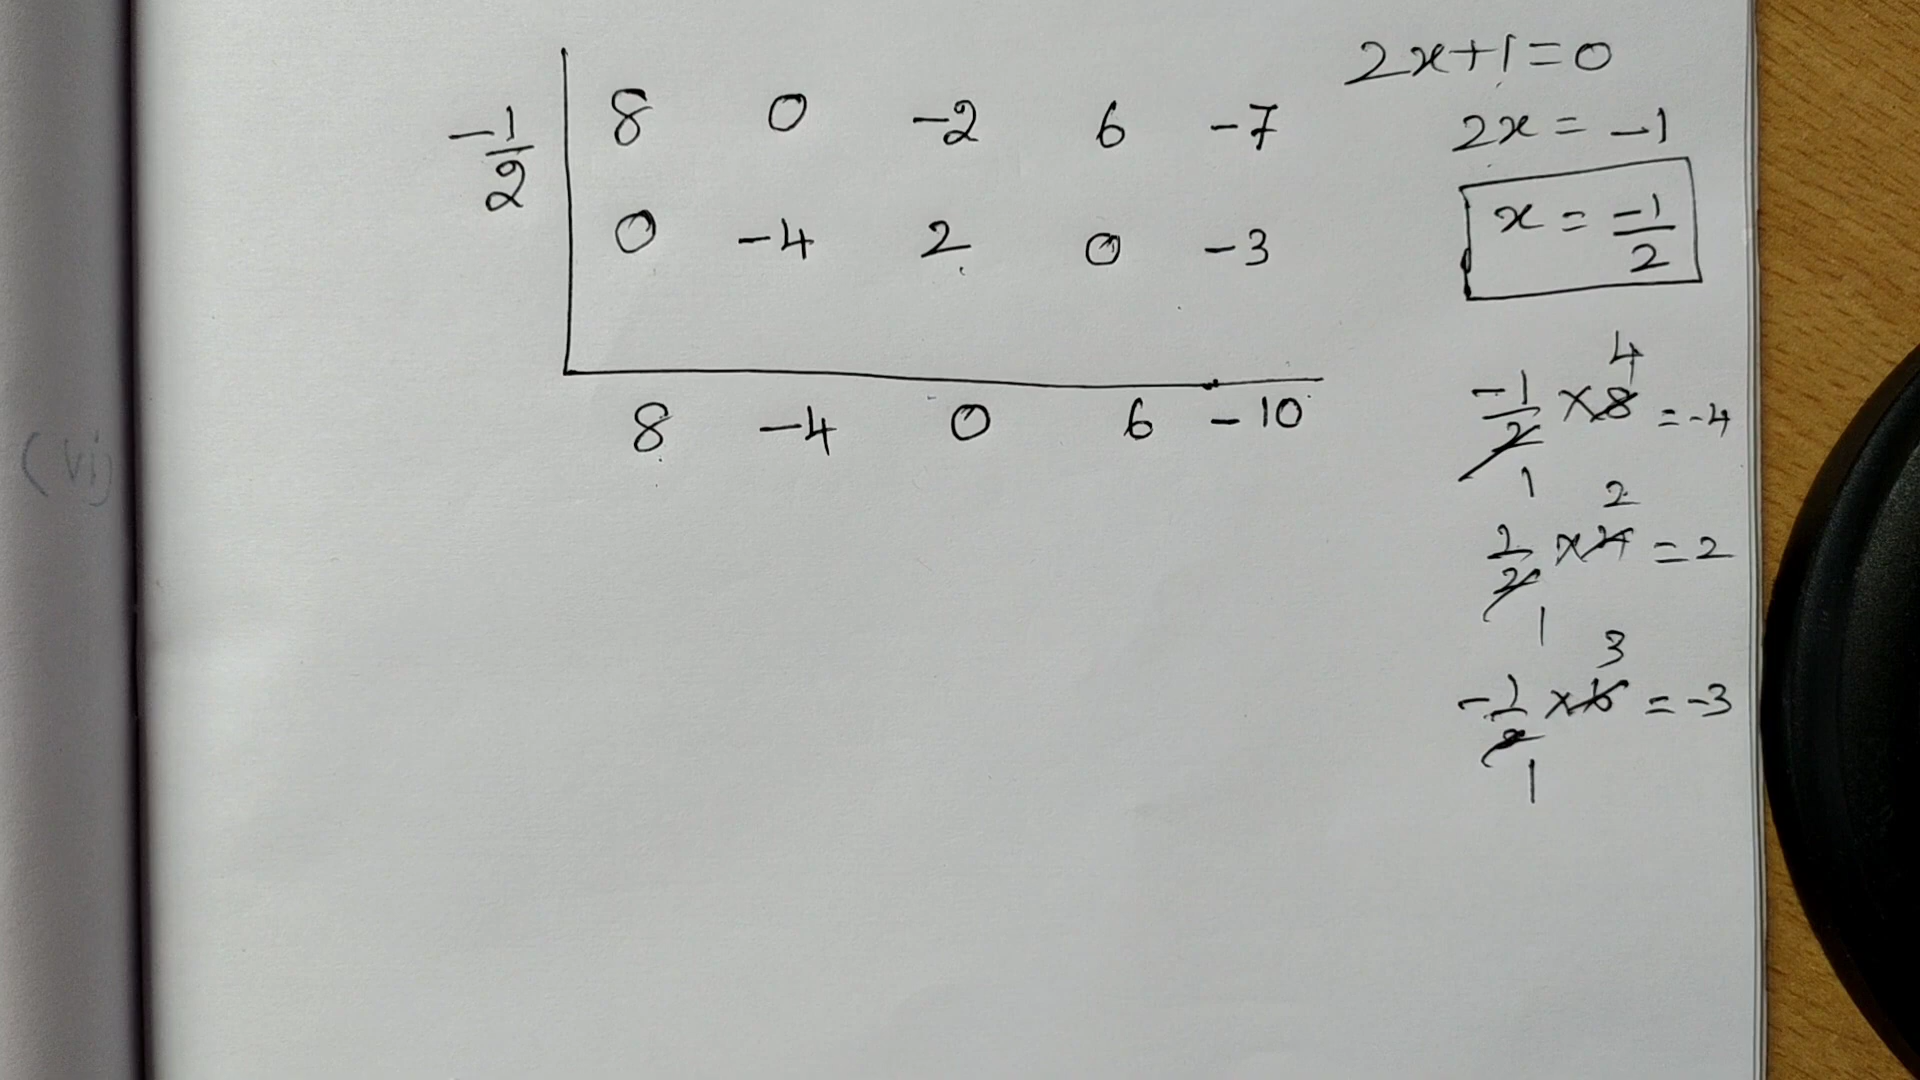 2x+1=0
-1/2 | 8 0 -2 6 -7
2x = -1
0 -4 2 0 -3
x = -1/2
8 -4 0 6 -10
4
-1/2 ×8 = -4
1
2
1/2 ×4 = 2
1
3
-1/2 ×6 = -3
1
(vi)